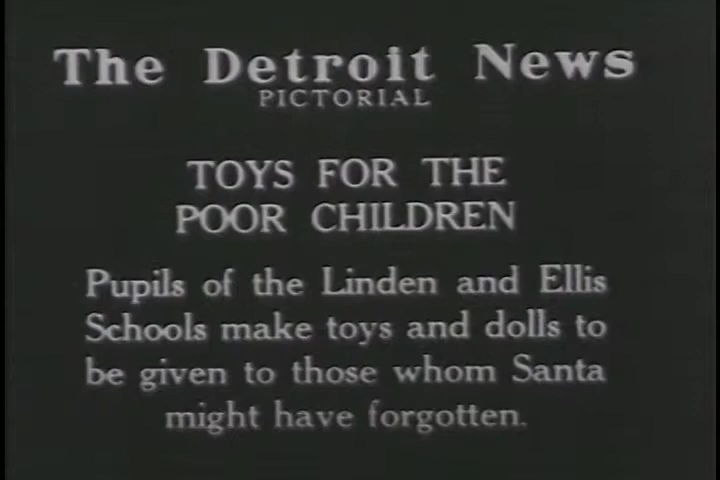 The Detroit News
PICTORIAL
TOYS FOR THE
POOR CHILDREN
Pupils of the Linden and Ellis
Schools make toys and dolls to
be given to those whom Santa
might have forgotten.